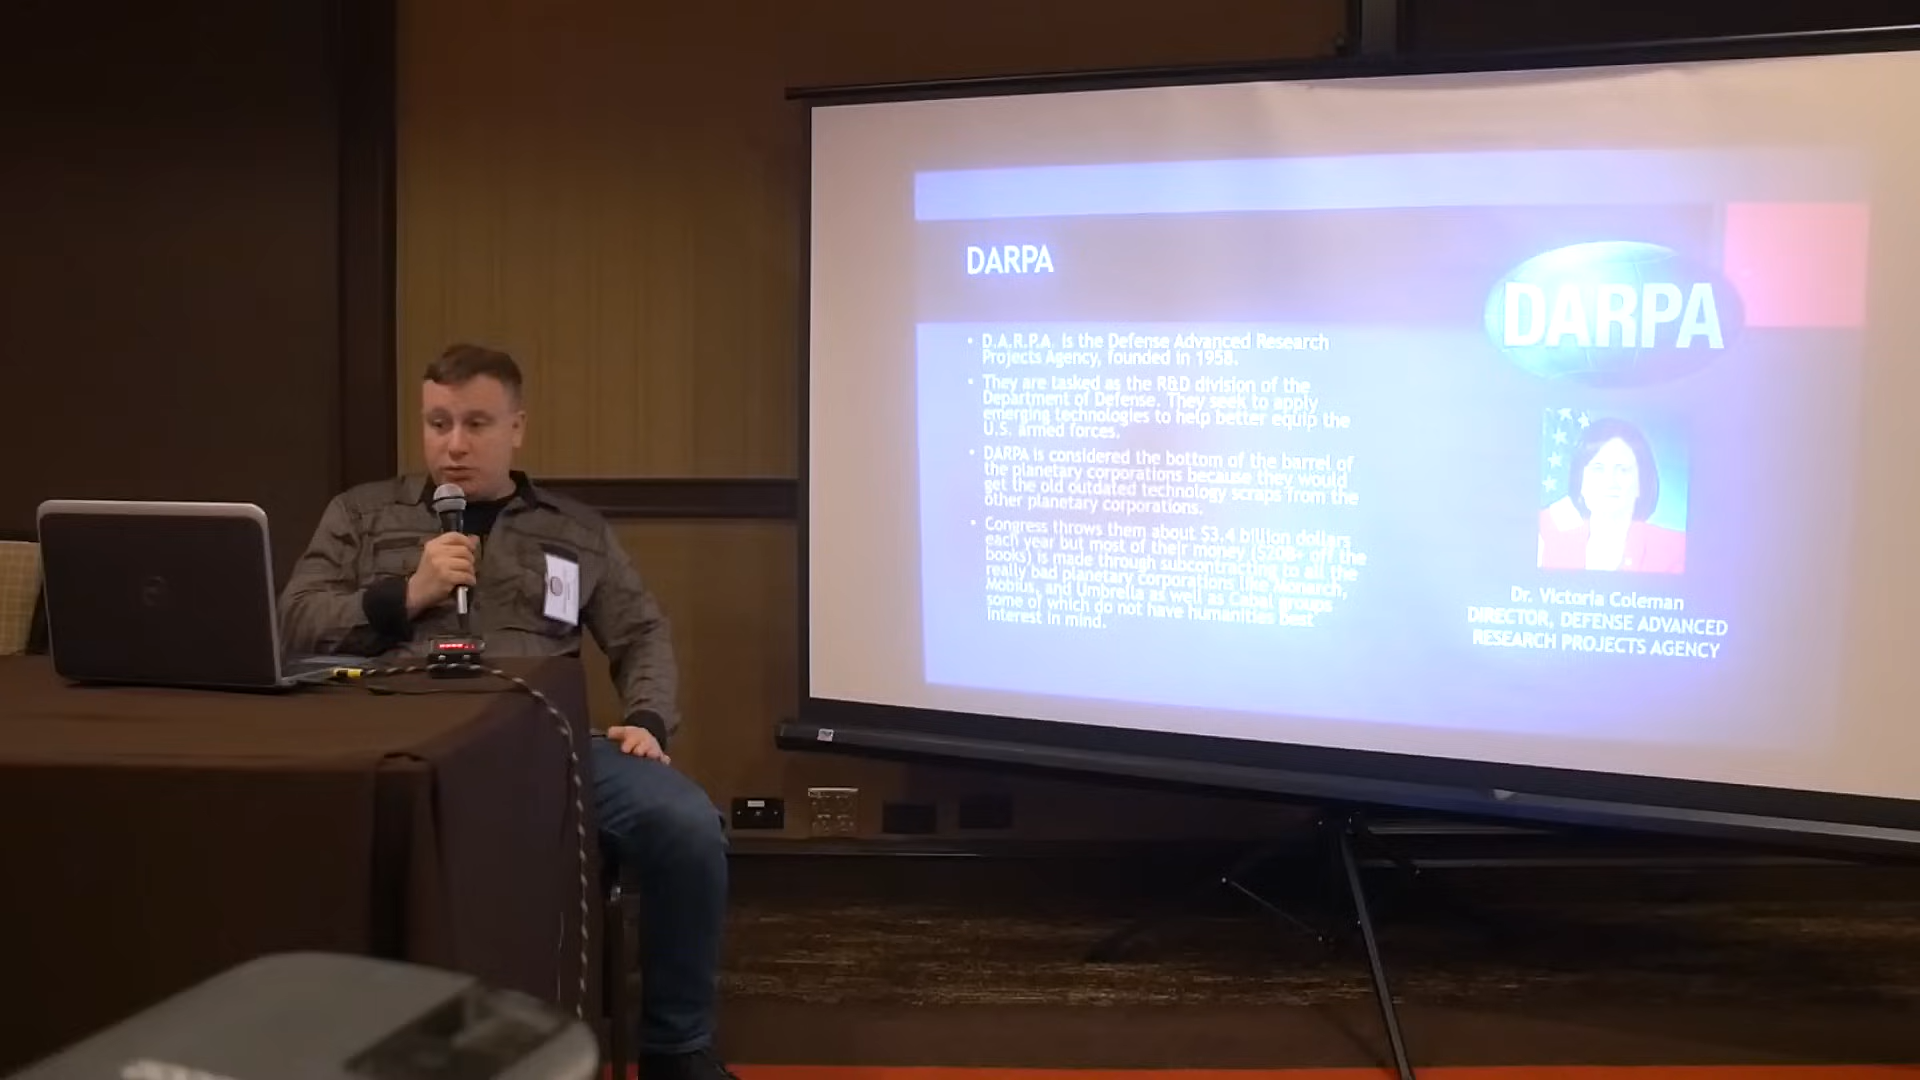 DARPA
DARPA
• D.A.R.P.A. is the Defense Advanced Research
Projects Agency, founded in 1958.
• They are tasked as the R&D division of the
Department of Defense. They seek to apply
emerging technologies to help better equip the
U.S. armed forces.
• DARPA is considered the bottom of the barrel of
the planetary corporations because they would
get the old outdated technology scraps from the
other planetary corporations.
• Congress throws them about $3.4 billion dollars
each year but most of their money ($20B+ off the
books) is made through subcontracting to all the
really bad planetary corporations like Monarch,
Mobius, and Umbrella as well as Cabal groups
some of which do not have humanities best
interest in mind.
Dr. Victoria Coleman
DIRECTOR, DEFENSE ADVANCED
RESEARCH PROJECTS AGENCY